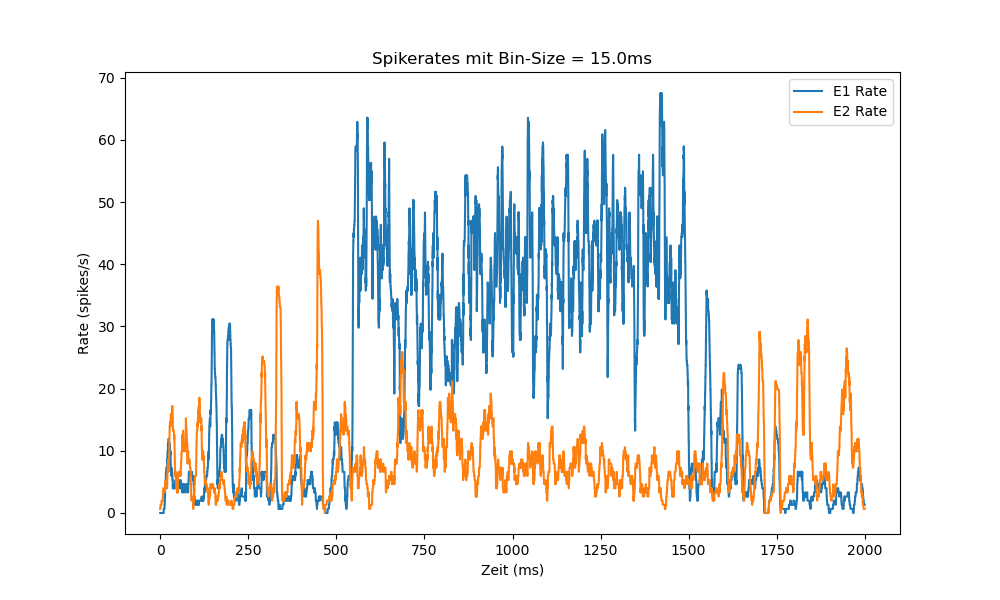 Spikerates mit Bin-Size = 15.0ms
E1 Rate
E2 Rate
70
60
50
40
30
20
10
0
Rate (spikes/s)
0 250 500 750 1000 1250 1500 1750 2000
Zeit (ms)